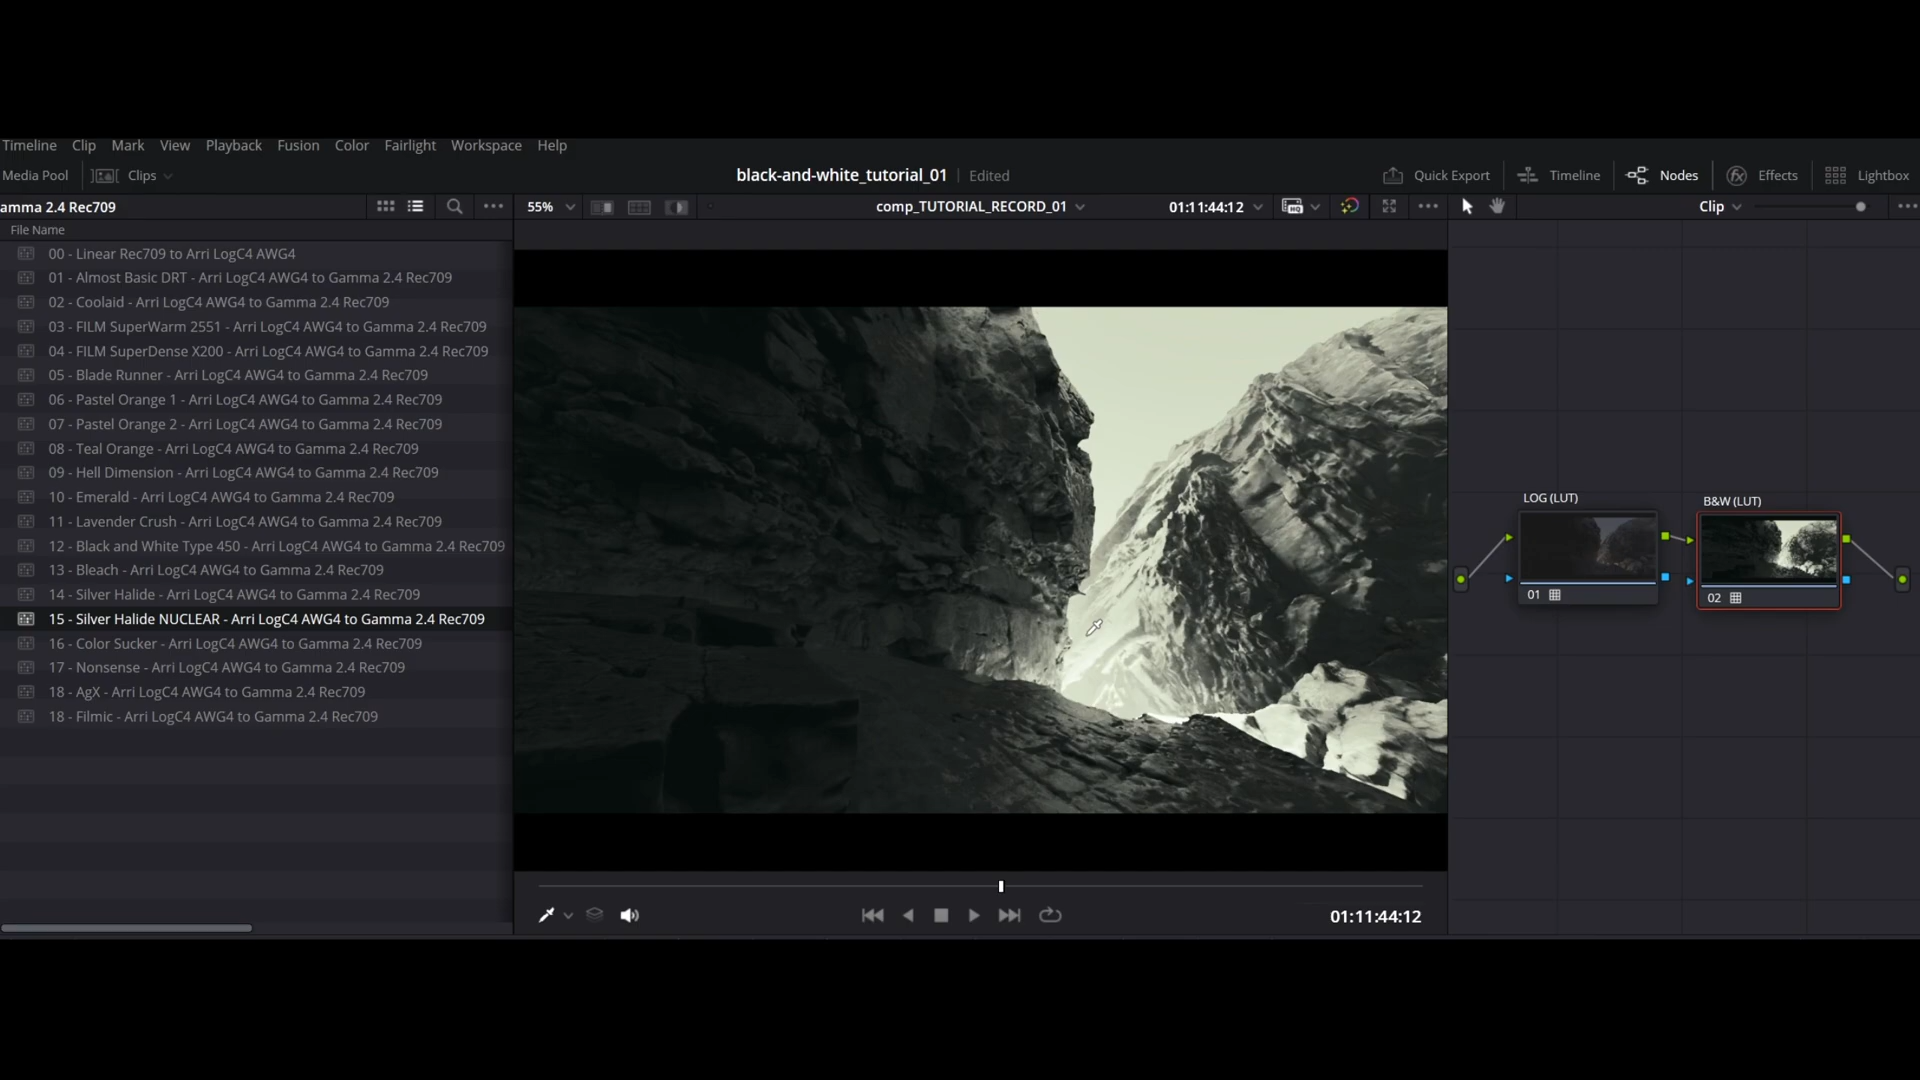 Timeline Clip Mark View Playback Fusion Color Fairlight Workspace Help
Media Pool Clips black-and-white_tutorial_01 Edited Quick Export Timeline Nodes Effects Lightbox
amma 2.4 Rec709 55% comp_TUTORIAL_RECORD_01 01:11:44:12 Clip
File Name
00 - Linear Rec709 to Arri LogC4 AWG4
01 - Almost Basic DRT - Arri LogC4 AWG4 to Gamma 2.4 Rec709
02 - Coolaid - Arri LogC4 AWG4 to Gamma 2.4 Rec709
03 - FILM SuperWarm 2551 - Arri LogC4 AWG4 to Gamma 2.4 Rec709
04 - FILM SuperDense X200 - Arri LogC4 AWG4 to Gamma 2.4 Rec709
05 - Blade Runner - Arri LogC4 AWG4 to Gamma 2.4 Rec709
06 - Pastel Orange 1 - Arri LogC4 AWG4 to Gamma 2.4 Rec709
07 - Pastel Orange 2 - Arri LogC4 AWG4 to Gamma 2.4 Rec709
08 - Teal Orange - Arri LogC4 AWG4 to Gamma 2.4 Rec709
09 - Hell Dimension - Arri LogC4 AWG4 to Gamma 2.4 Rec709
10 - Emerald - Arri LogC4 AWG4 to Gamma 2.4 Rec709
11 - Lavender Crush - Arri LogC4 AWG4 to Gamma 2.4 Rec709
12 - Black and White Type 450 - Arri LogC4 AWG4 to Gamma 2.4 Rec709
13 - Bleach - Arri LogC4 AWG4 to Gamma 2.4 Rec709
14 - Silver Halide - Arri LogC4 AWG4 to Gamma 2.4 Rec709
15 - Silver Halide NUCLEAR - Arri LogC4 AWG4 to Gamma 2.4 Rec709
16 - Color Sucker - Arri LogC4 AWG4 to Gamma 2.4 Rec709
17 - Nonsense - Arri LogC4 AWG4 to Gamma 2.4 Rec709
18 - AgX - Arri LogC4 AWG4 to Gamma 2.4 Rec709
18 - Filmic - Arri LogC4 AWG4 to Gamma 2.4 Rec709
LOG (LUT) B&W (LUT)
01 02
01:11:44:12